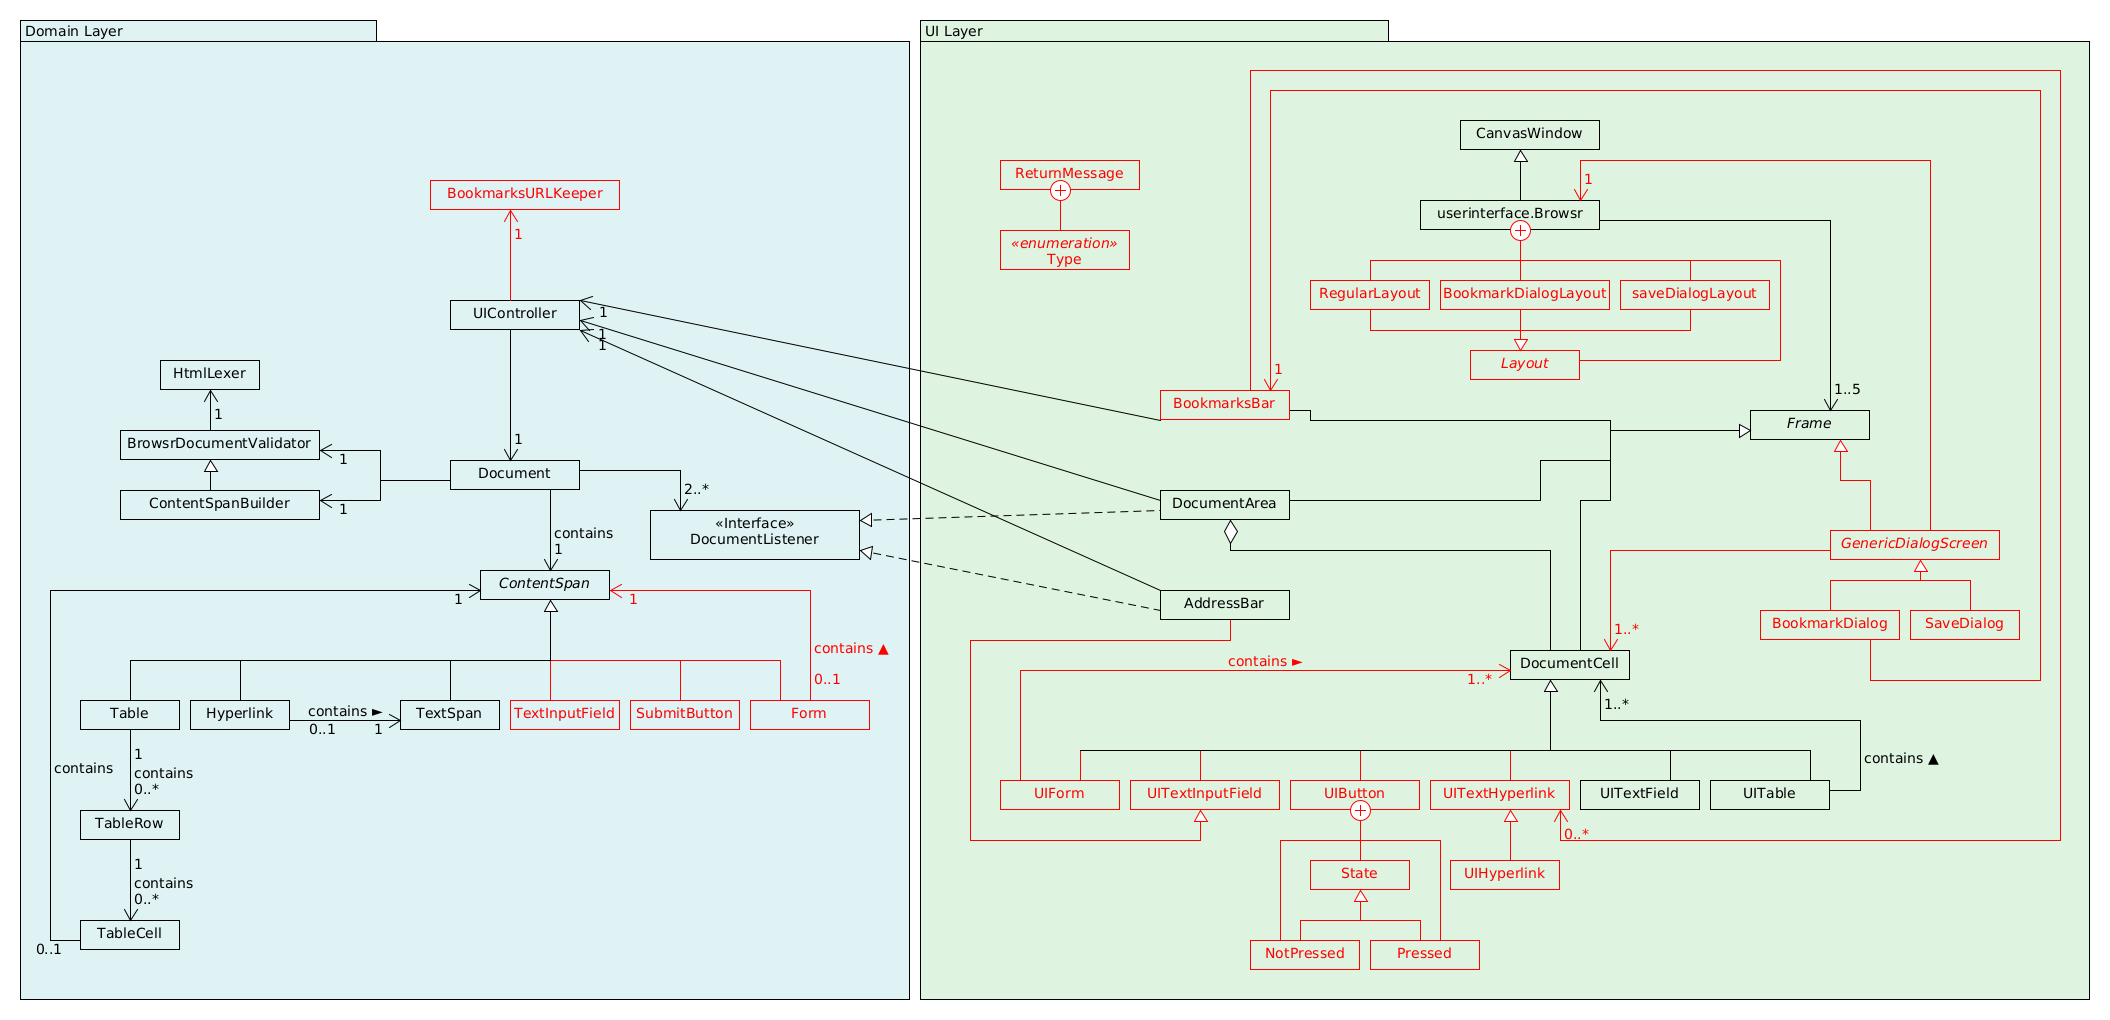 Domain Layer
UI Layer
CanvasWindow
ReturnMessage
1
BookmarksURLKeeper
userinterface.Browsr
1
«enumeration»
Type
RegularLayout
BookmarkDialogLayout
saveDialogLayout
UIController
1
1
1
HtmlLexer
Layout
1
1..5
BookmarksBar
1
Frame
BrowsrDocumentValidator
1
1
Document
2..*
ContentSpanBuilder
1
DocumentArea
«Interface»
DocumentListener
contains
1
GenericDialogScreen
ContentSpan
1
1
AddressBar
BookmarkDialog
SaveDialog
1..*
contains ▲
contains ►
DocumentCell
0..1
1..*
1..*
Table
Hyperlink
contains ►
0..1
1
TextSpan
TextInputField
SubmitButton
Form
1
contains
0..*
contains
contains ▲
UIForm
UITextInputField
UIButton
UITextHyperlink
UITextField
UITable
TableRow
0..*
1
contains
0..*
State
UIHyperlink
TableCell
0..1
NotPressed
Pressed